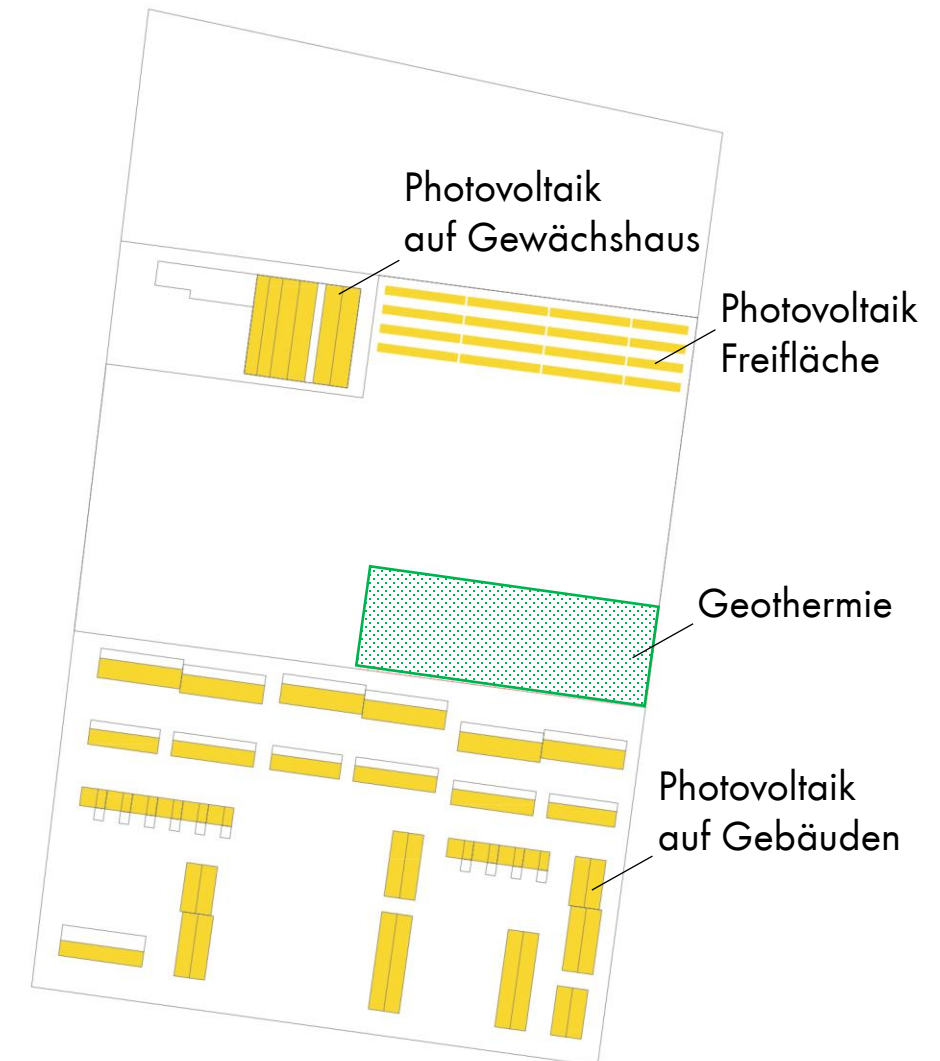 Photovoltaik
auf Gewächshaus
Photovoltaik
Freifläche
Geothermie
Photovoltaik
auf Gebäuden